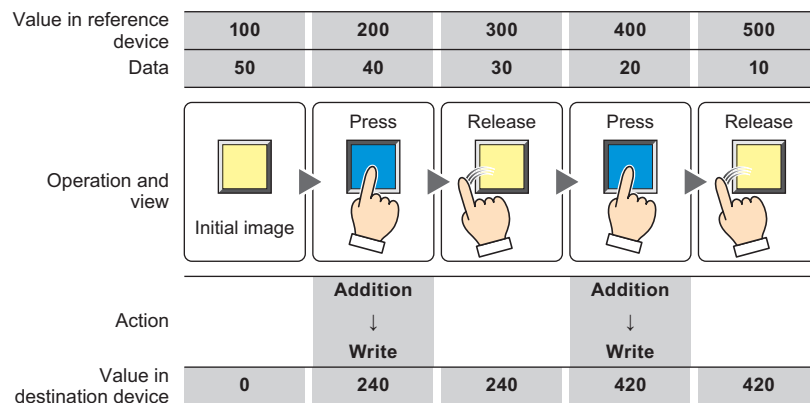 Value in reference
device
100 200 300 400 500
Data 50 40 30 20 10
Press Release Press Release
Operation and
view
Initial image
Addition Addition
Action ↓ ↓
Write Write
Value in
destination device
0 240 240 420 420